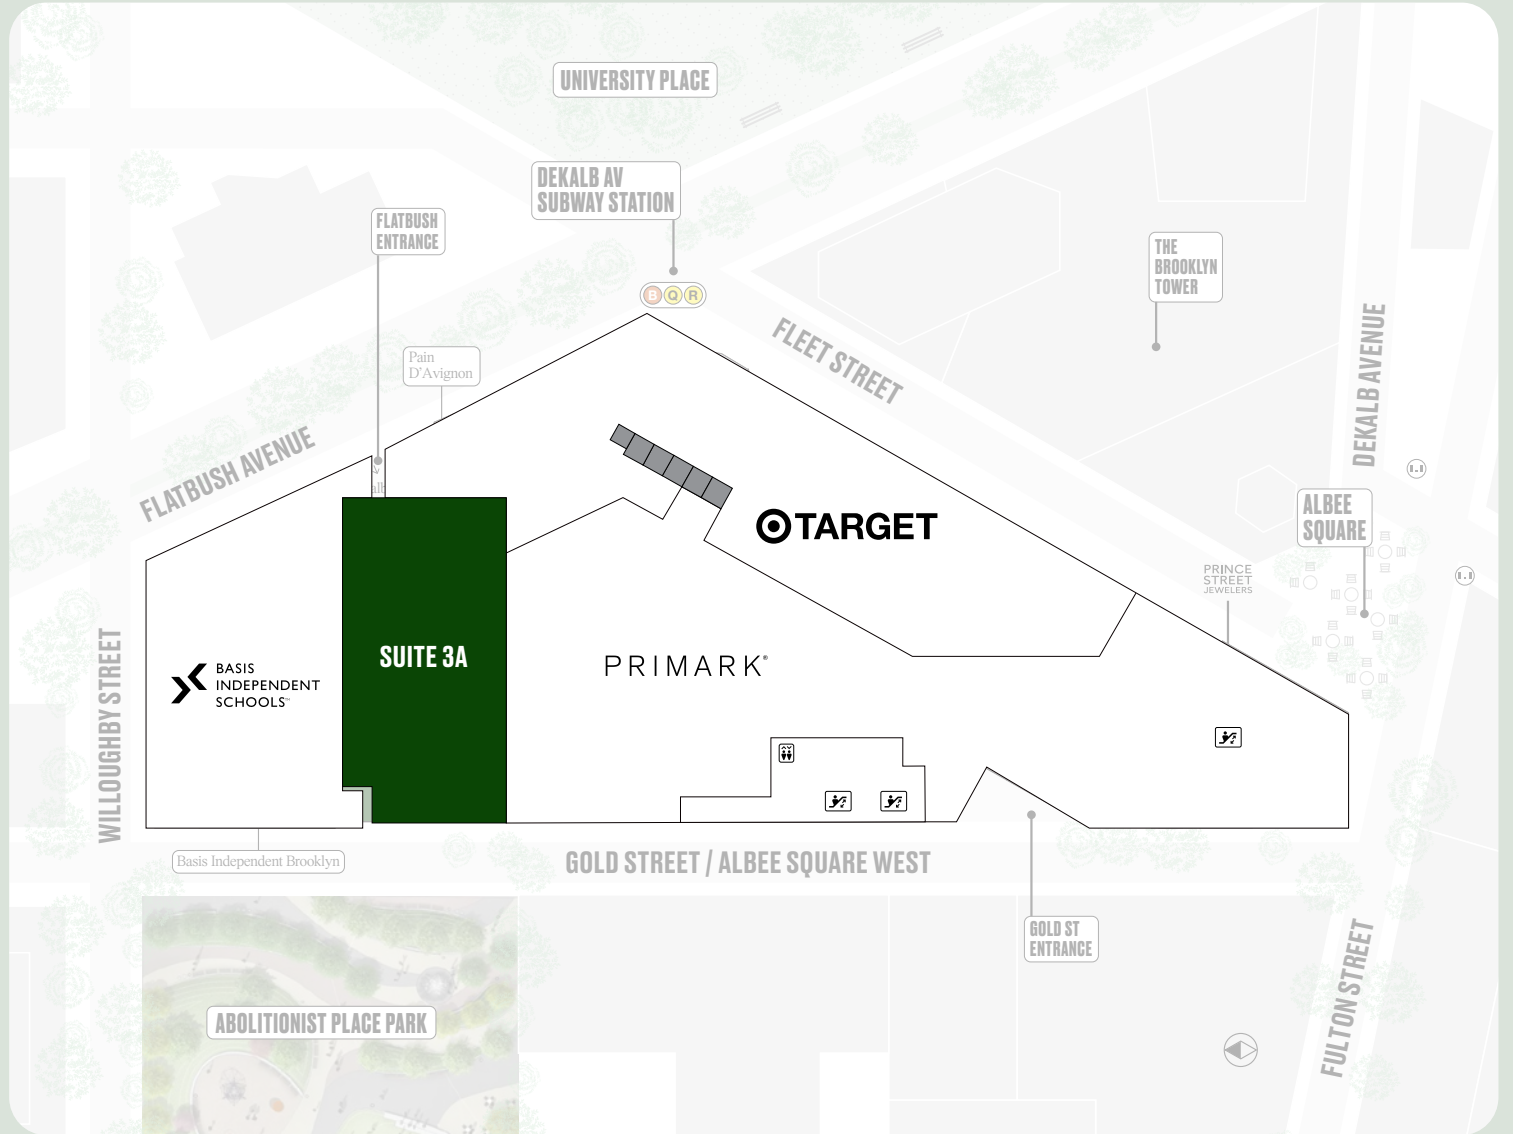 UNIVERSITY PLACE
DEKALB AV
SUBWAY STATION
B Q R
FLATBUSH
ENTRANCE
THE
BROOKLYN
TOWER
Pain
D'Avignon
FLEET STREET
DEKALB AVENUE
FLATBUSH AVENUE
ALBEE
SQUARE
TARGET
PRINCE
STREET
JEWELERS
SUITE 3A
PRIMARK®
BASIS
INDEPENDENT
SCHOOLS™
WILLOUGHBY STREET
Basis Independent Brooklyn
GOLD STREET / ALBEE SQUARE WEST
GOLD ST
ENTRANCE
ABOLITIONIST PLACE PARK
FULTON STREET